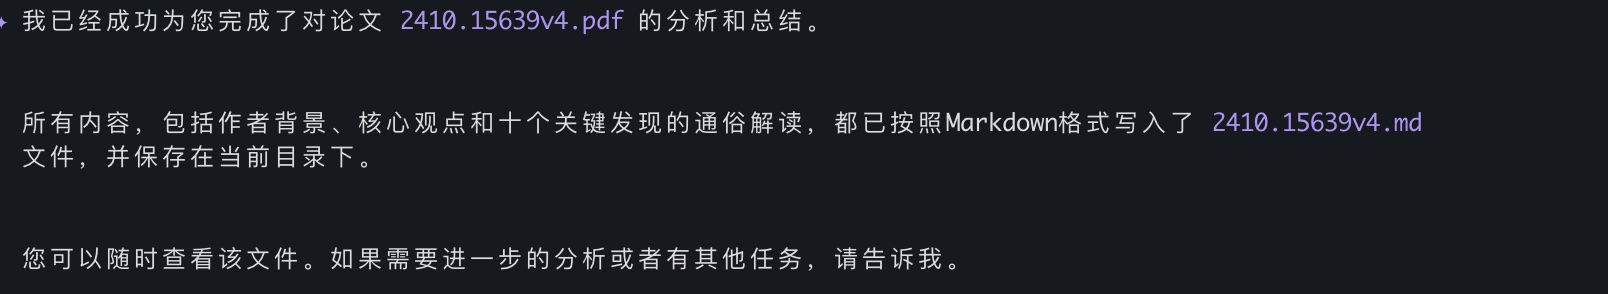 我已经成功为您完成了对论文 2410.15639v4.pdf 的分析和总结。
所有内容，包括作者背景、核心观点和十个关键发现的通俗解读，都已按照Markdown格式写入了 2410.15639v4.md
文件，并保存在当前目录下。
您可以随时查看该文件。如果需要进一步的分析或者有其他任务，请告诉我。